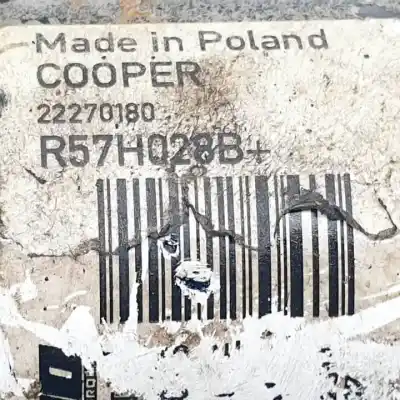 Made in Poland
COOPER
22270180
R57H028B+